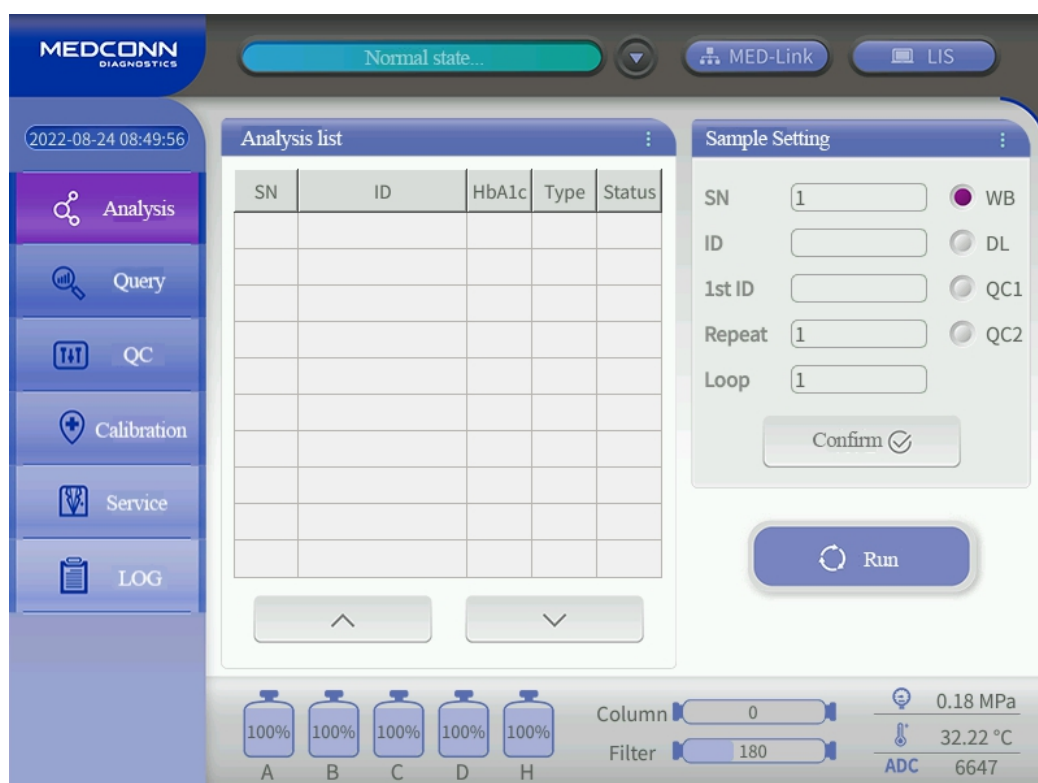 MEDCONN
DIAGNOSTICS
Normal state...
MED-Link
LIS
2022-08-24 08:49:56
Analysis
Query
QC
Calibration
Service
LOG
Analysis list
SN ID HbA1c Type Status
Sample Setting
SN 1 WB
ID DL
1st ID QC1
Repeat 1 QC2
Loop 1
Confirm
Run
100% 100% 100% 100% 100%
A B C D H
Column 0
Filter 180
0.18 MPa
32.22 °C
ADC 6647